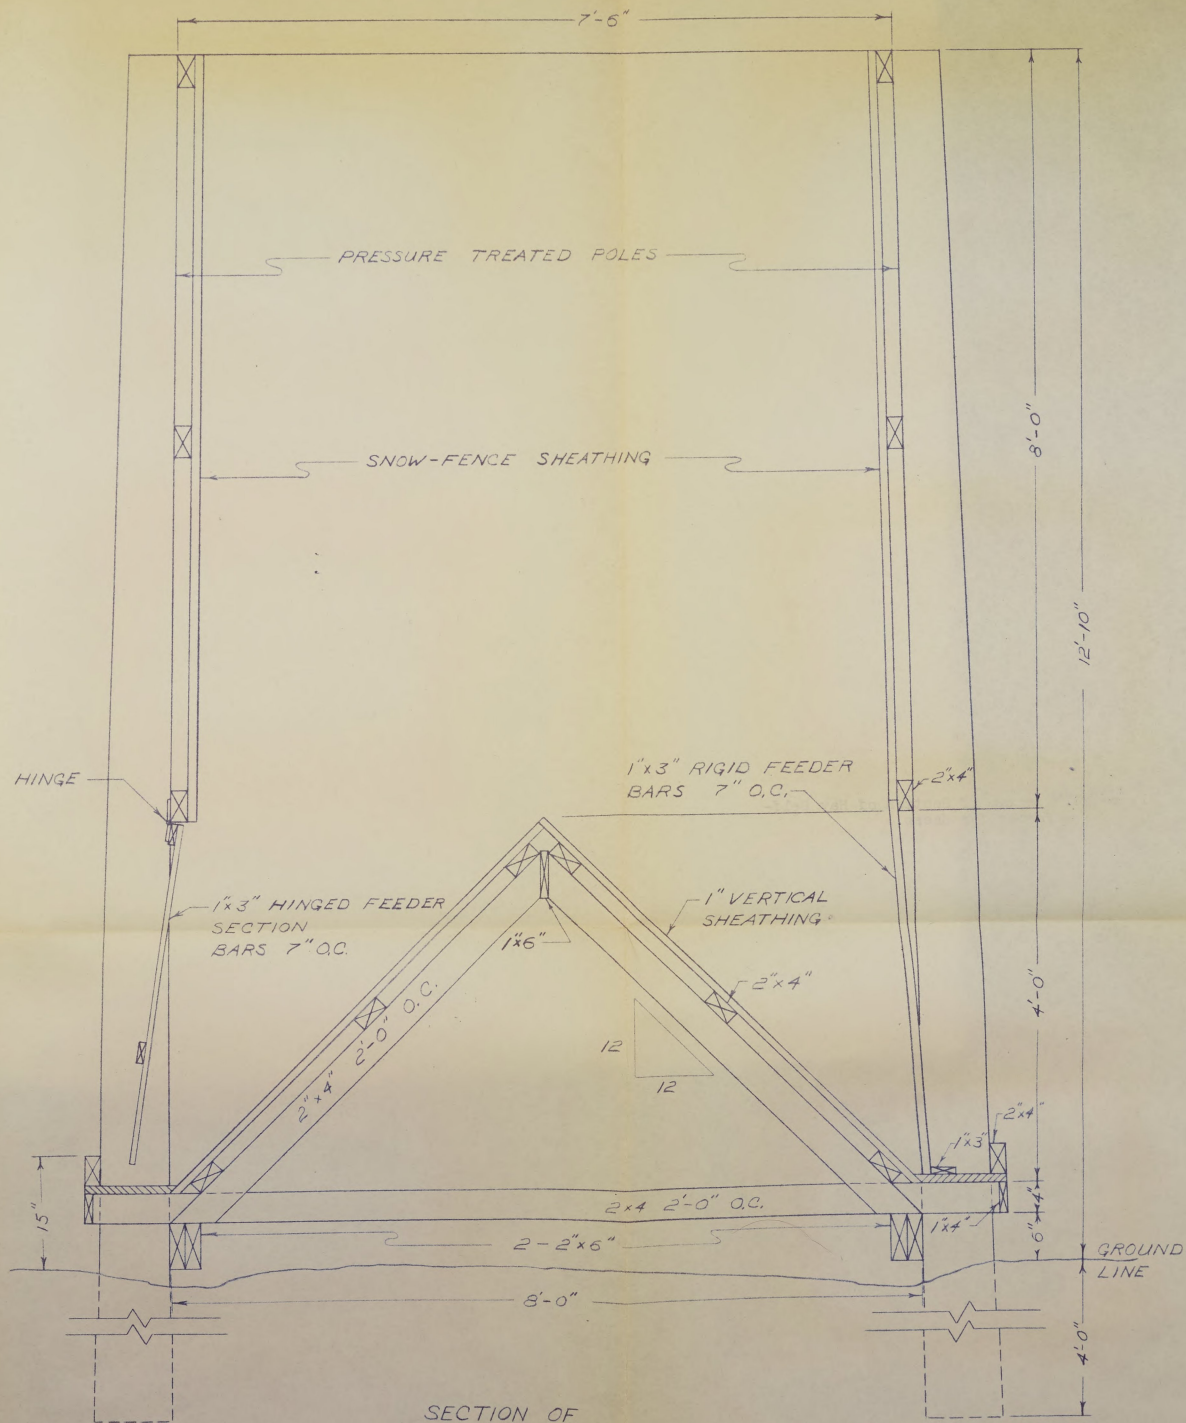 7'-6"
PRESSURE TREATED POLES
SNOW-FENCE SHEATHING
8'-0"
12'-10"
HINGE
1"x3" RIGID FEEDER
BARS 7" O.C.
2"x4"
1"x3" HINGED FEEDER
SECTION
BARS 7" O.C.
1"x6"
1" VERTICAL
SHEATHING
2"x4"
4'-0"
2"x4" 2'-0" O.C.
12
12
2"x4"
1"x3"
15"
2x4 2'-0" O.C.
1"x4"
4"
6"
2-2"x6"
GROUND
LINE
8'-0"
4'-0"
SECTION OF